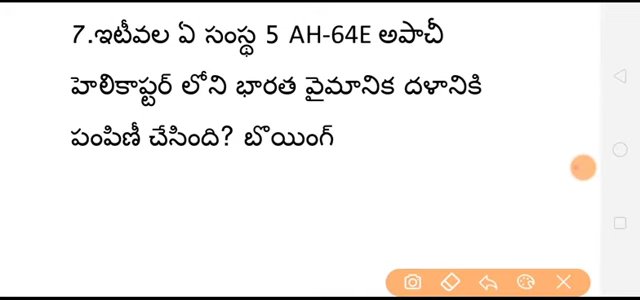 7.ఇటీవల ఏ సంస్థ 5 AH-64E అపాచీ
హెలికాప్టర్ లోని భారత వైమానిక దళానికి
పంపిణీ చేసింది? బొయింగ్